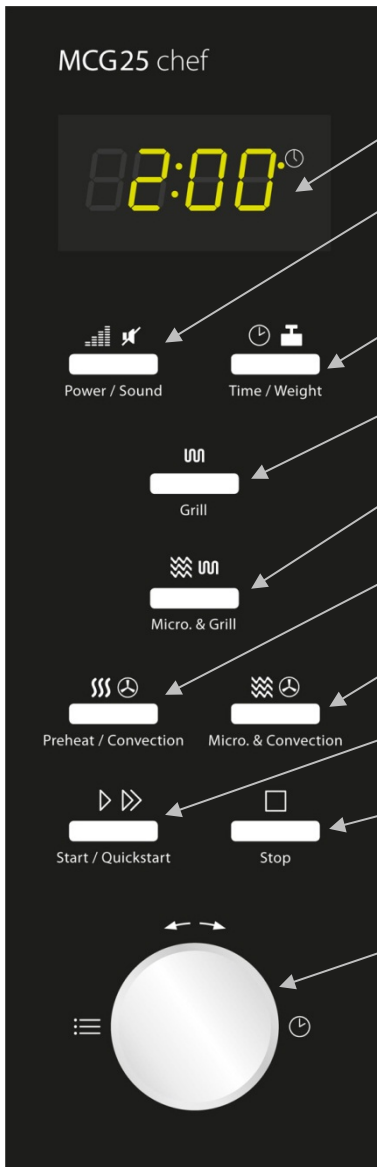 MCG25 chef
2:00
Power / Sound
Time / Weight
Grill
Micro. & Grill
Preheat / Convection
Micro. & Convection
Start / Quickstart
Stop